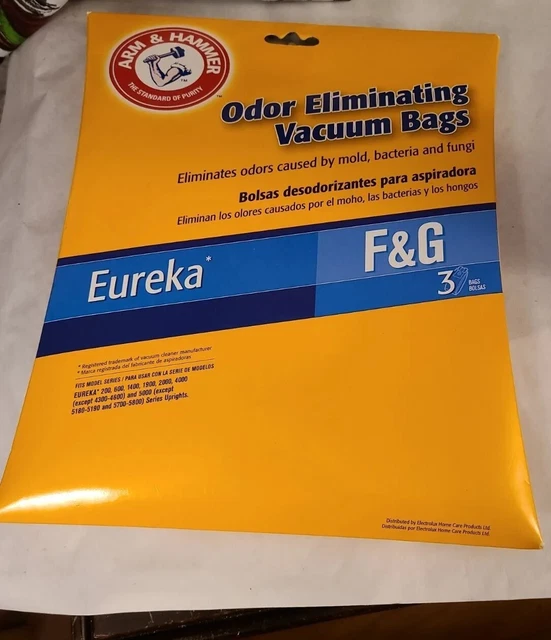 ARM & HAMMER
™
THE STANDARD OF PURITY
™
Odor Eliminating
Vacuum Bags
Eliminates odors caused by mold, bacteria and fungi
Bolsas desodorizantes para aspiradora
Eliminan los olores causados por el moho, las bacterias y los hongos
Eureka*
F&G
3 BAGS
BOLSAS
* Registered trademark of vacuum cleaner manufacturer
* Marca registrada del fabricante de aspiradoras.
FITS MODEL SERIES / PARA USAR CON LA SERIE DE MODELOS
EUREKA* 200, 600, 1400, 1900, 2000, 4000
(except 4300-4600) and 5000 (except
5180-5190 and 5700-5800) Series Uprights.
Distributed by Electrolux Home Care Products Ltd.
Distribuidas por Electrolux Home Care Products Ltd.